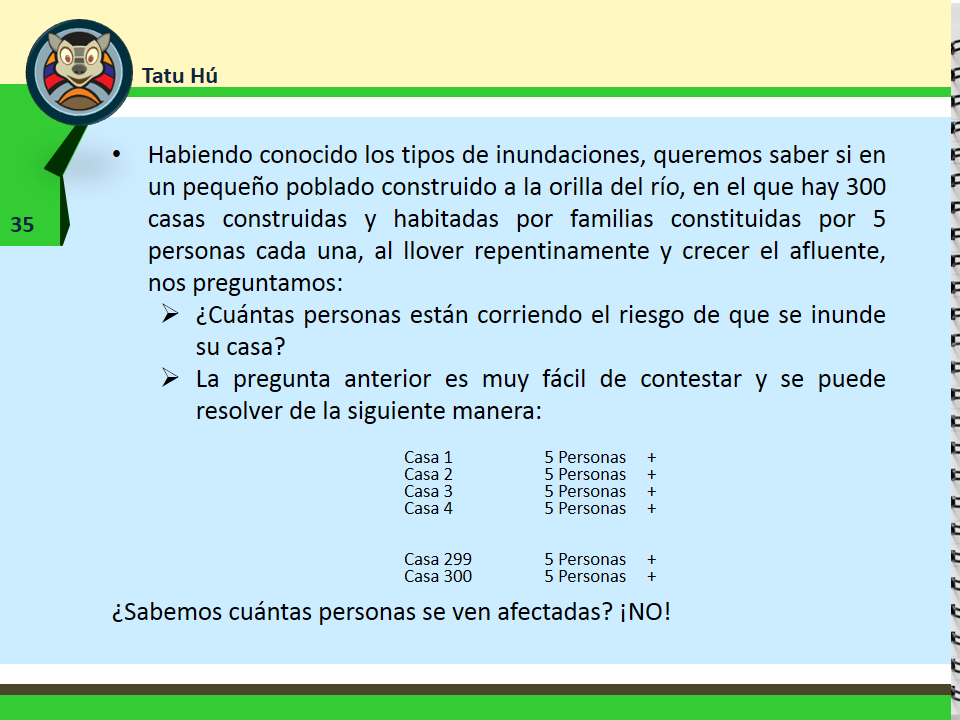 Tatu Hú
35
• Habiendo conocido los tipos de inundaciones, queremos saber si en
un pequeño poblado construido a la orilla del río, en el que hay 300
casas construidas y habitadas por familias constituidas por 5
personas cada una, al llover repentinamente y crecer el afluente,
nos preguntamos:
➢ ¿Cuántas personas están corriendo el riesgo de que se inunde
su casa?
➢ La pregunta anterior es muy fácil de contestar y se puede
resolver de la siguiente manera:
Casa 1 5 Personas +
Casa 2 5 Personas +
Casa 3 5 Personas +
Casa 4 5 Personas +
Casa 299 5 Personas +
Casa 300 5 Personas +
¿Sabemos cuántas personas se ven afectadas? ¡NO!